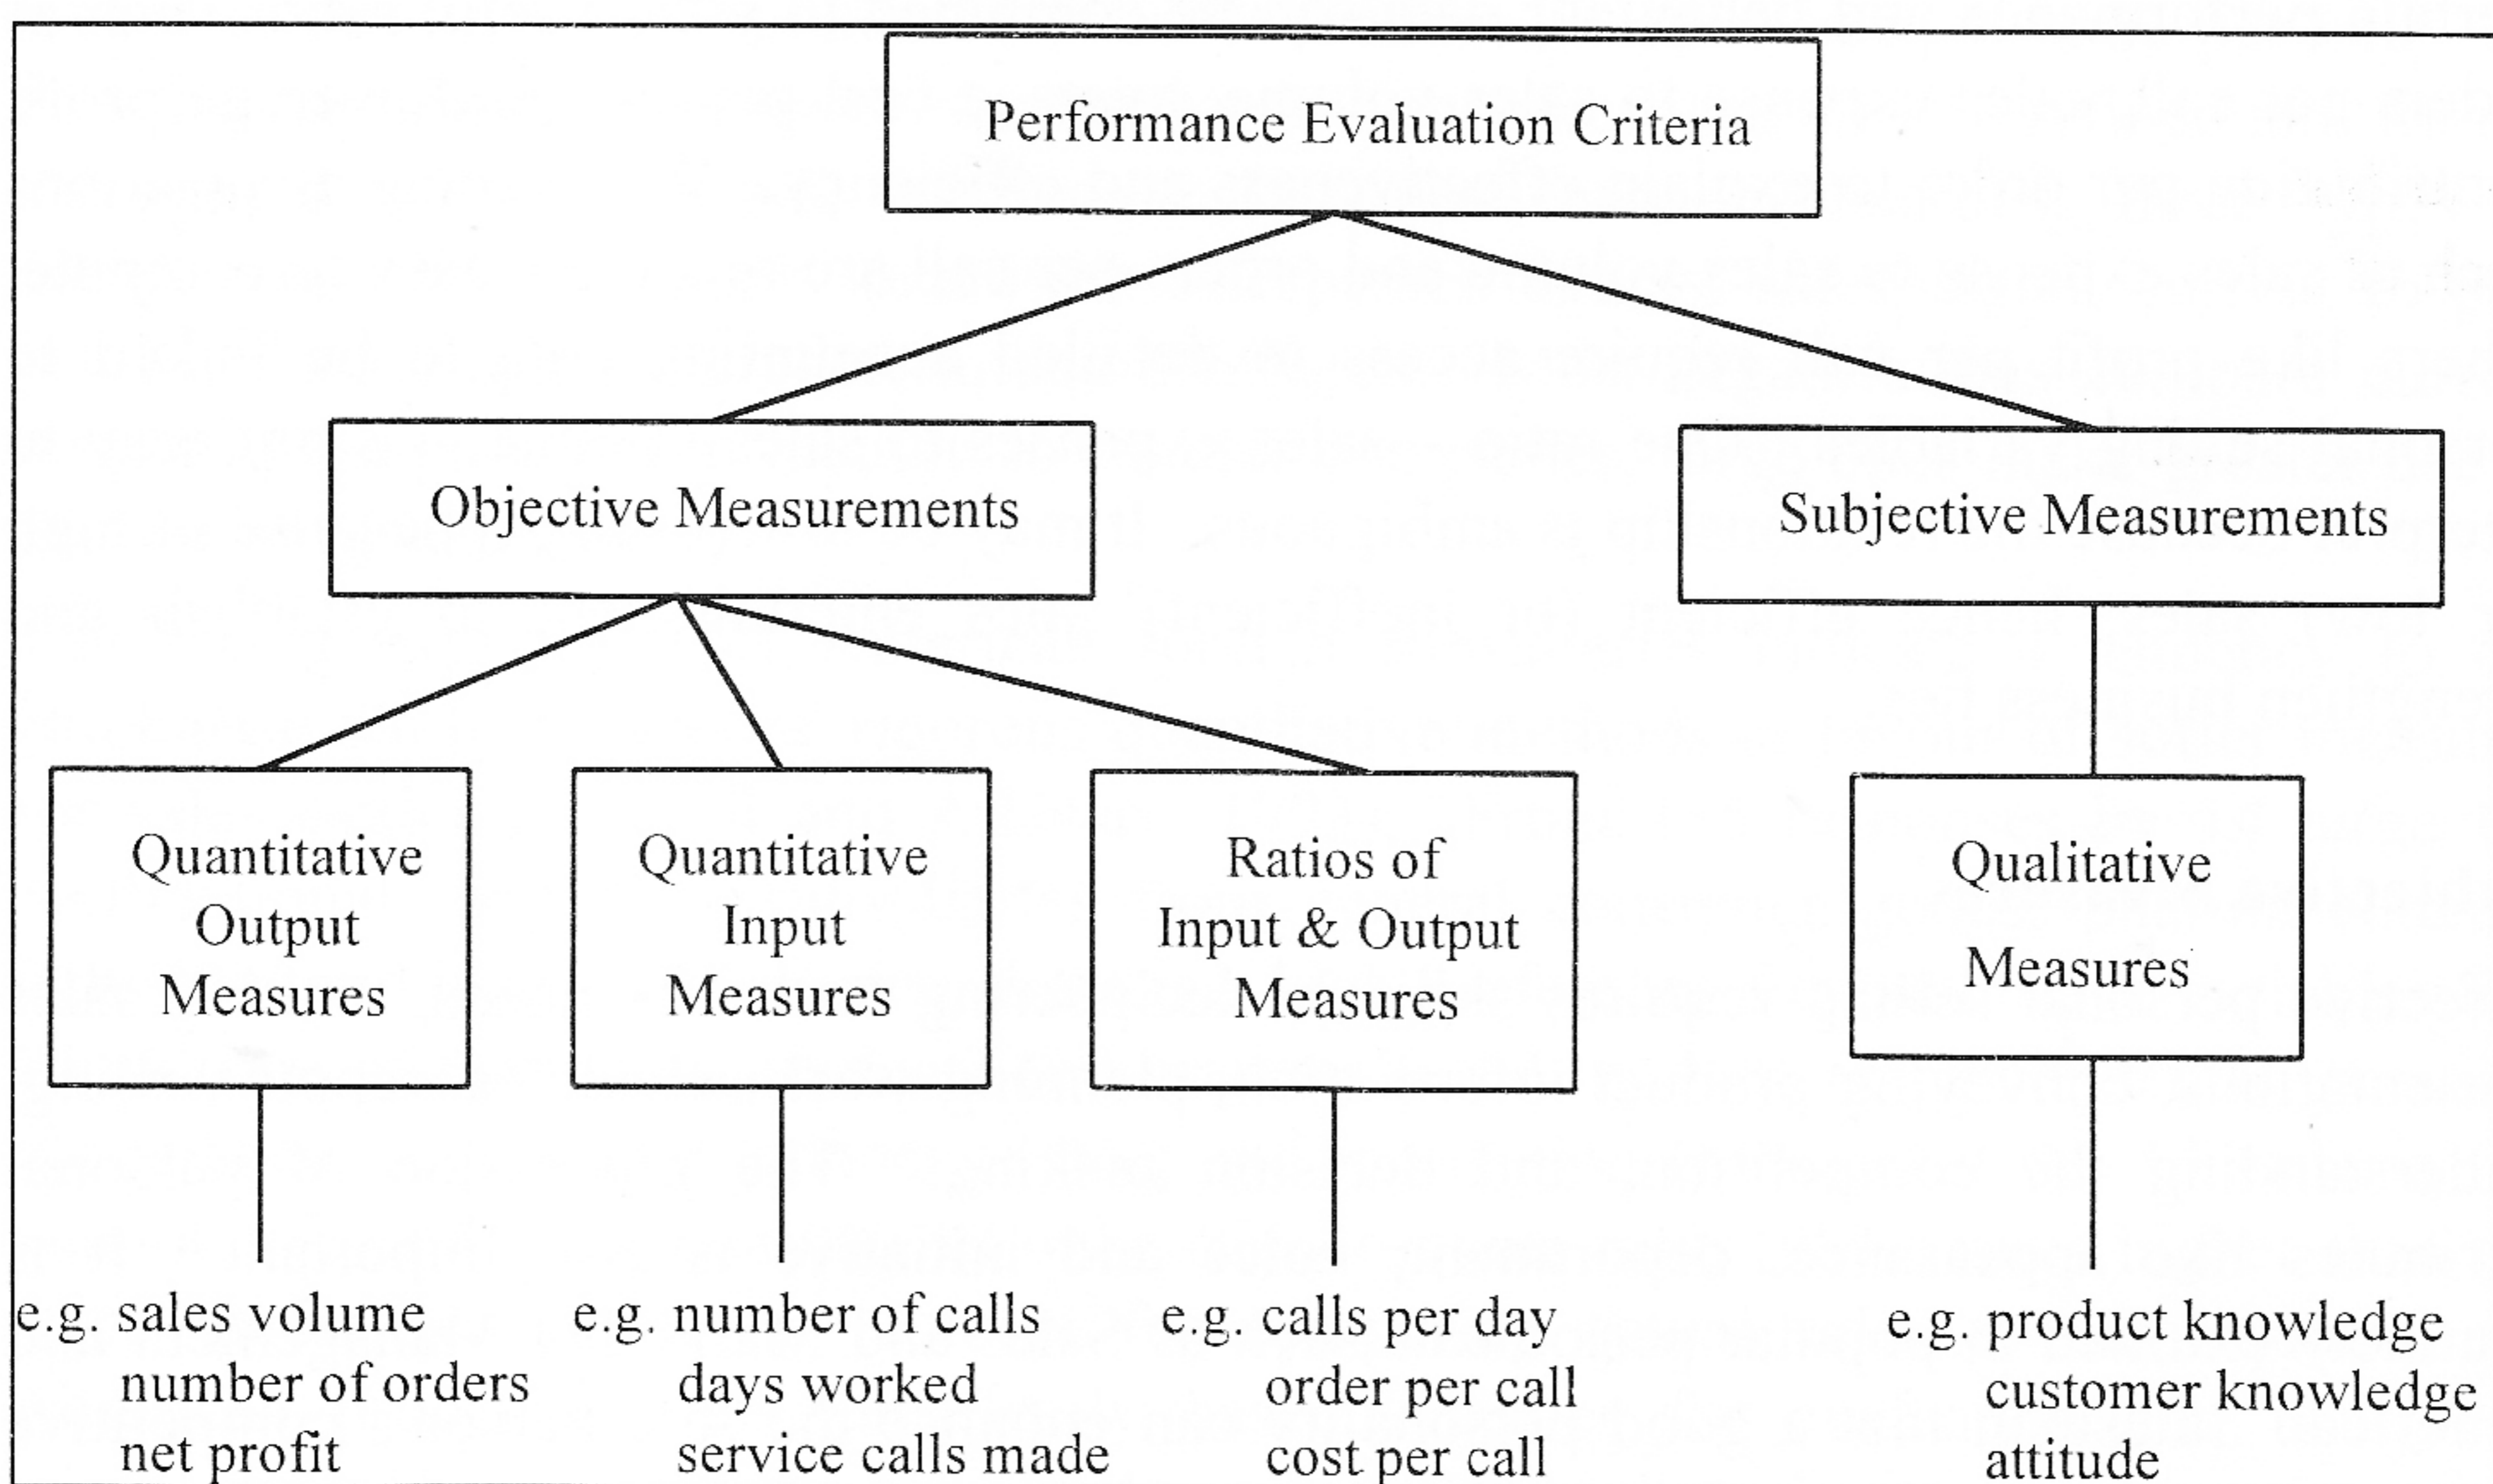 Performance Evaluation Criteria
Objective Measurements
Subjective Measurements
Quantitative
Output
Measures
Quantitative
Input
Measures
Ratios of
Input & Output
Measures
Qualitative
Measures
e.g. sales volume
number of orders
net profit
e.g. number of calls
days worked
service calls made
e.g. calls per day
order per call
cost per call
e.g. product knowledge
customer knowledge
attitude